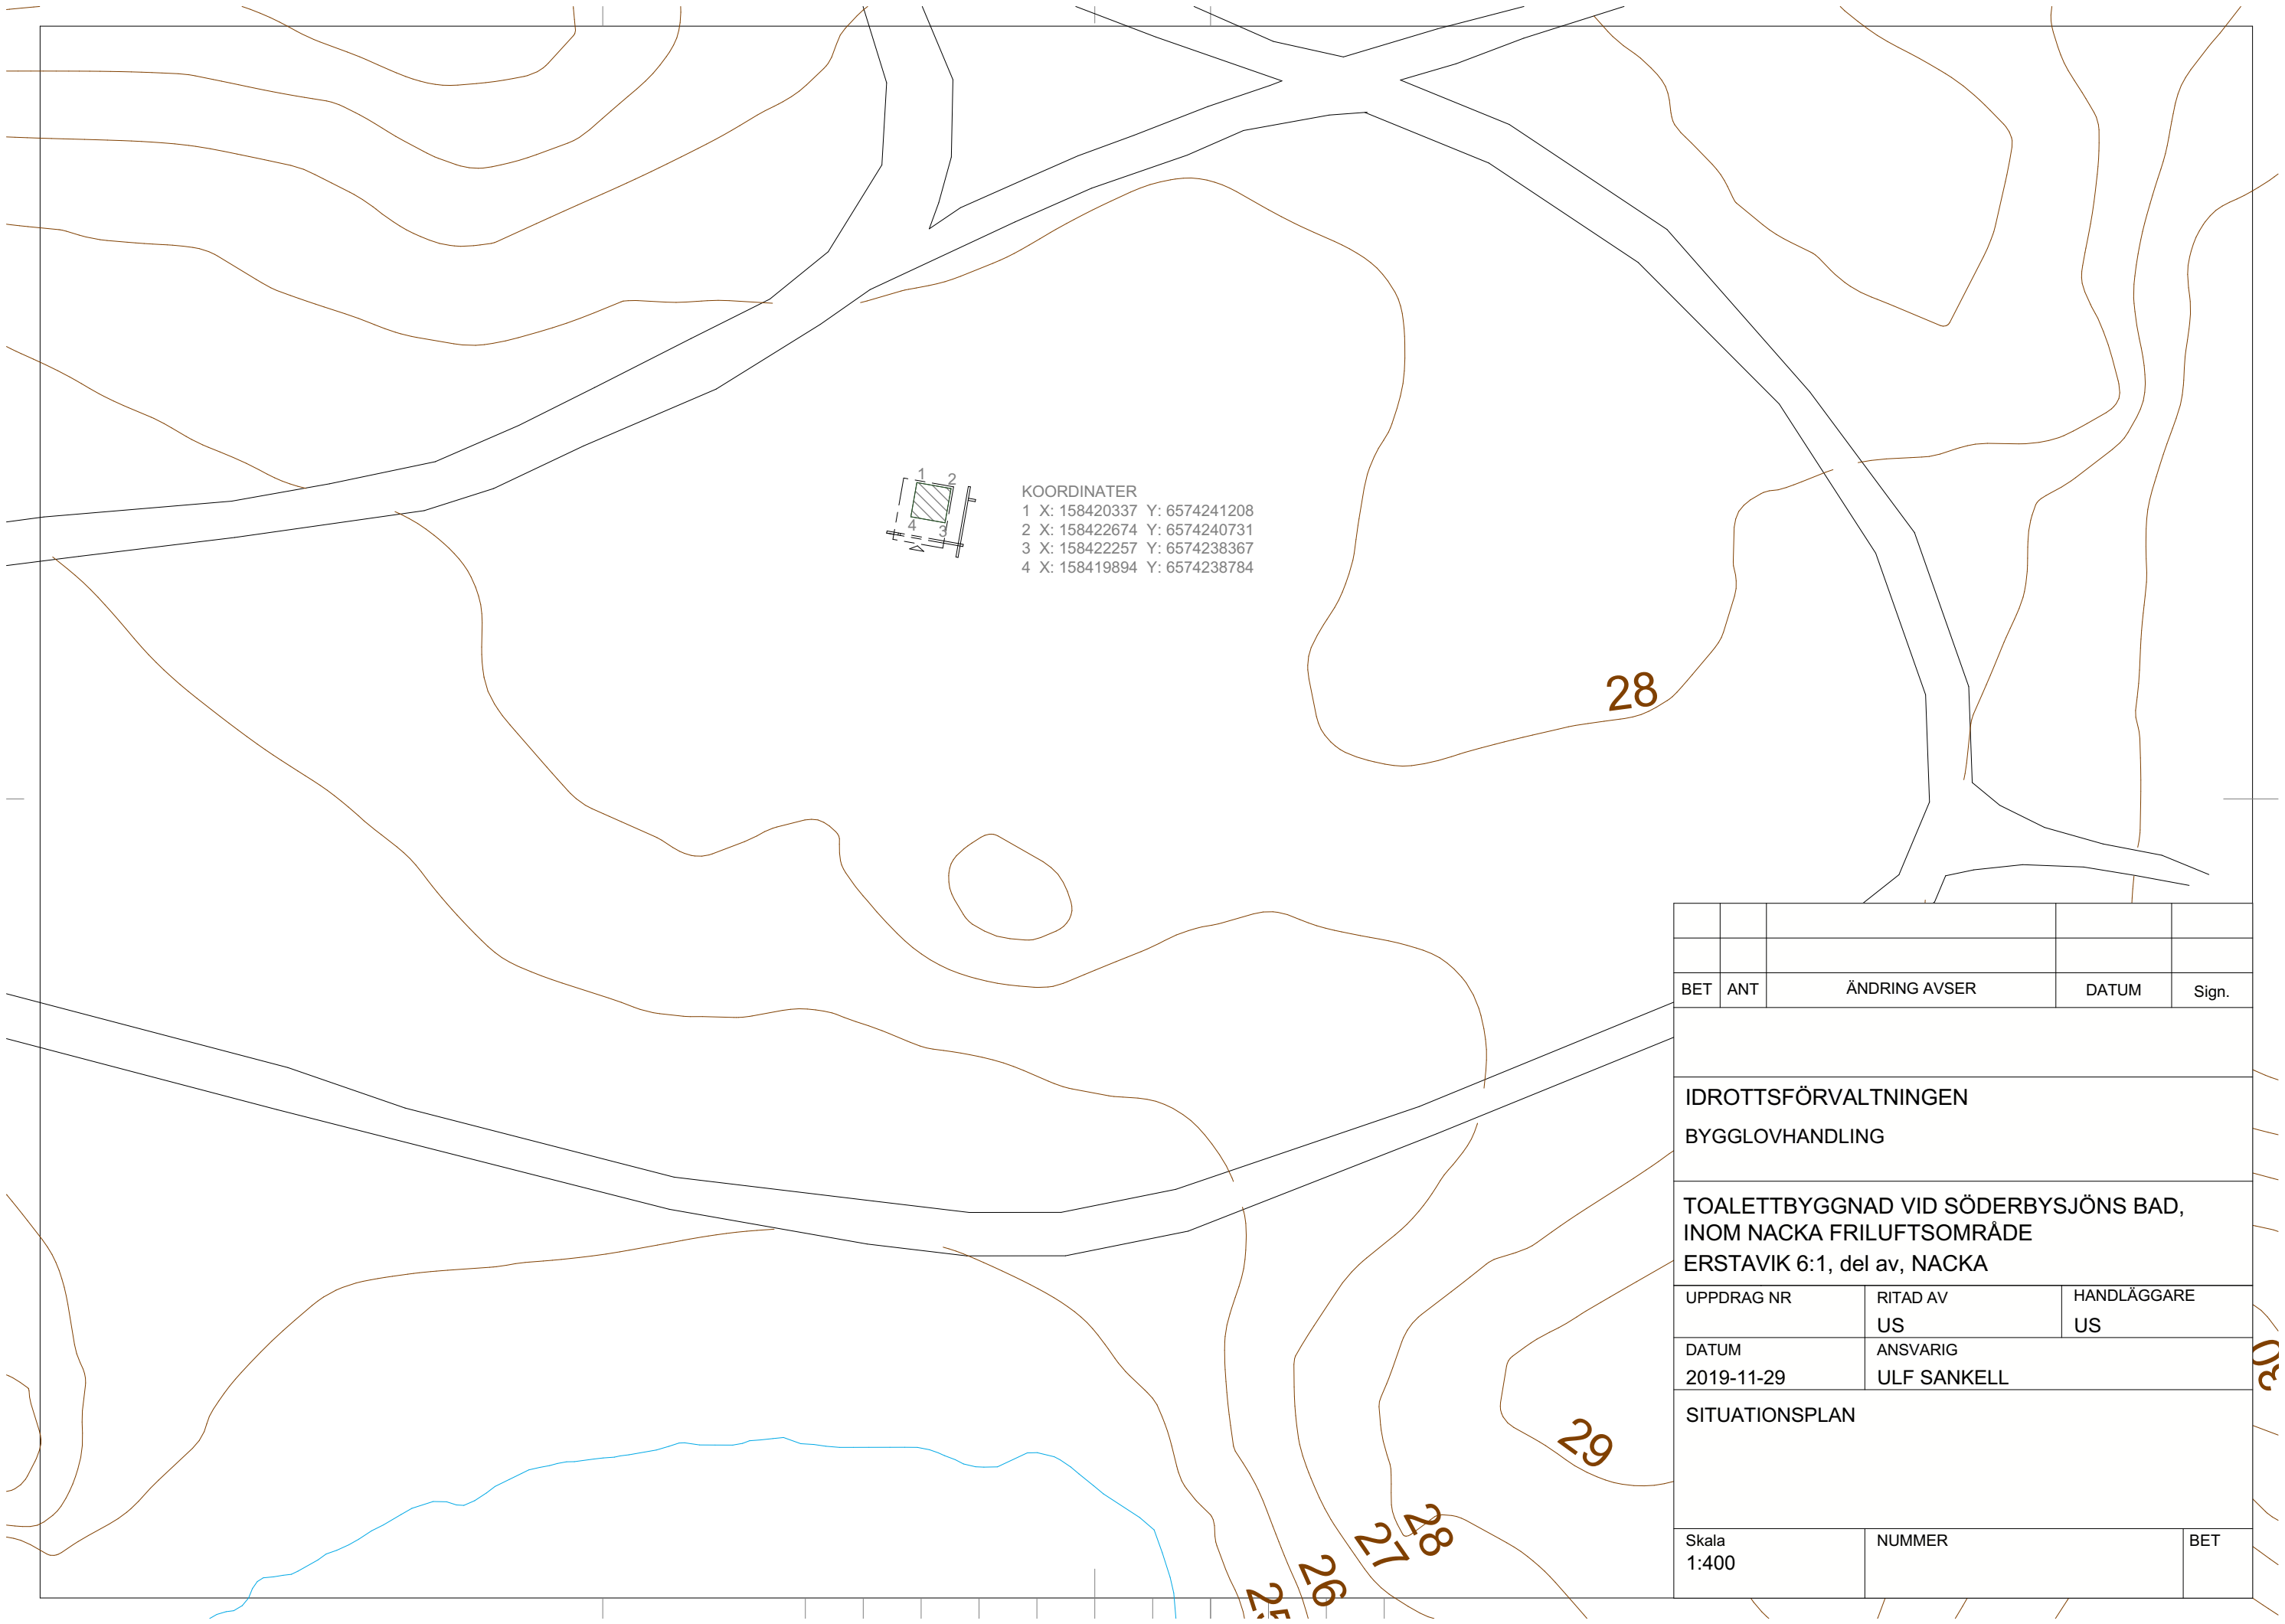 1
2
4
3
KOORDINATER
1 X: 158420337 Y: 6574241208
2 X: 158422674 Y: 6574240731
3 X: 158422257 Y: 6574238367
4 X: 158419894 Y: 6574238784
28
BET ANT ÄNDRING AVSER DATUM Sign.
IDROTTSFÖRVALTNINGEN
BYGGLOVHANDLING
TOALETTBYGGNAD VID SÖDERBYSJÖNS BAD,
INOM NACKA FRILUFTSOMRÅDE
ERSTAVIK 6:1, del av, NACKA
UPPDRAG NR RITAD AV HANDLÄGGARE
US US
DATUM ANSVARIG
2019-11-29 ULF SANKELL
SITUATIONSPLAN
Skala NUMMER BET
1:400
30
29
28
27
26
25